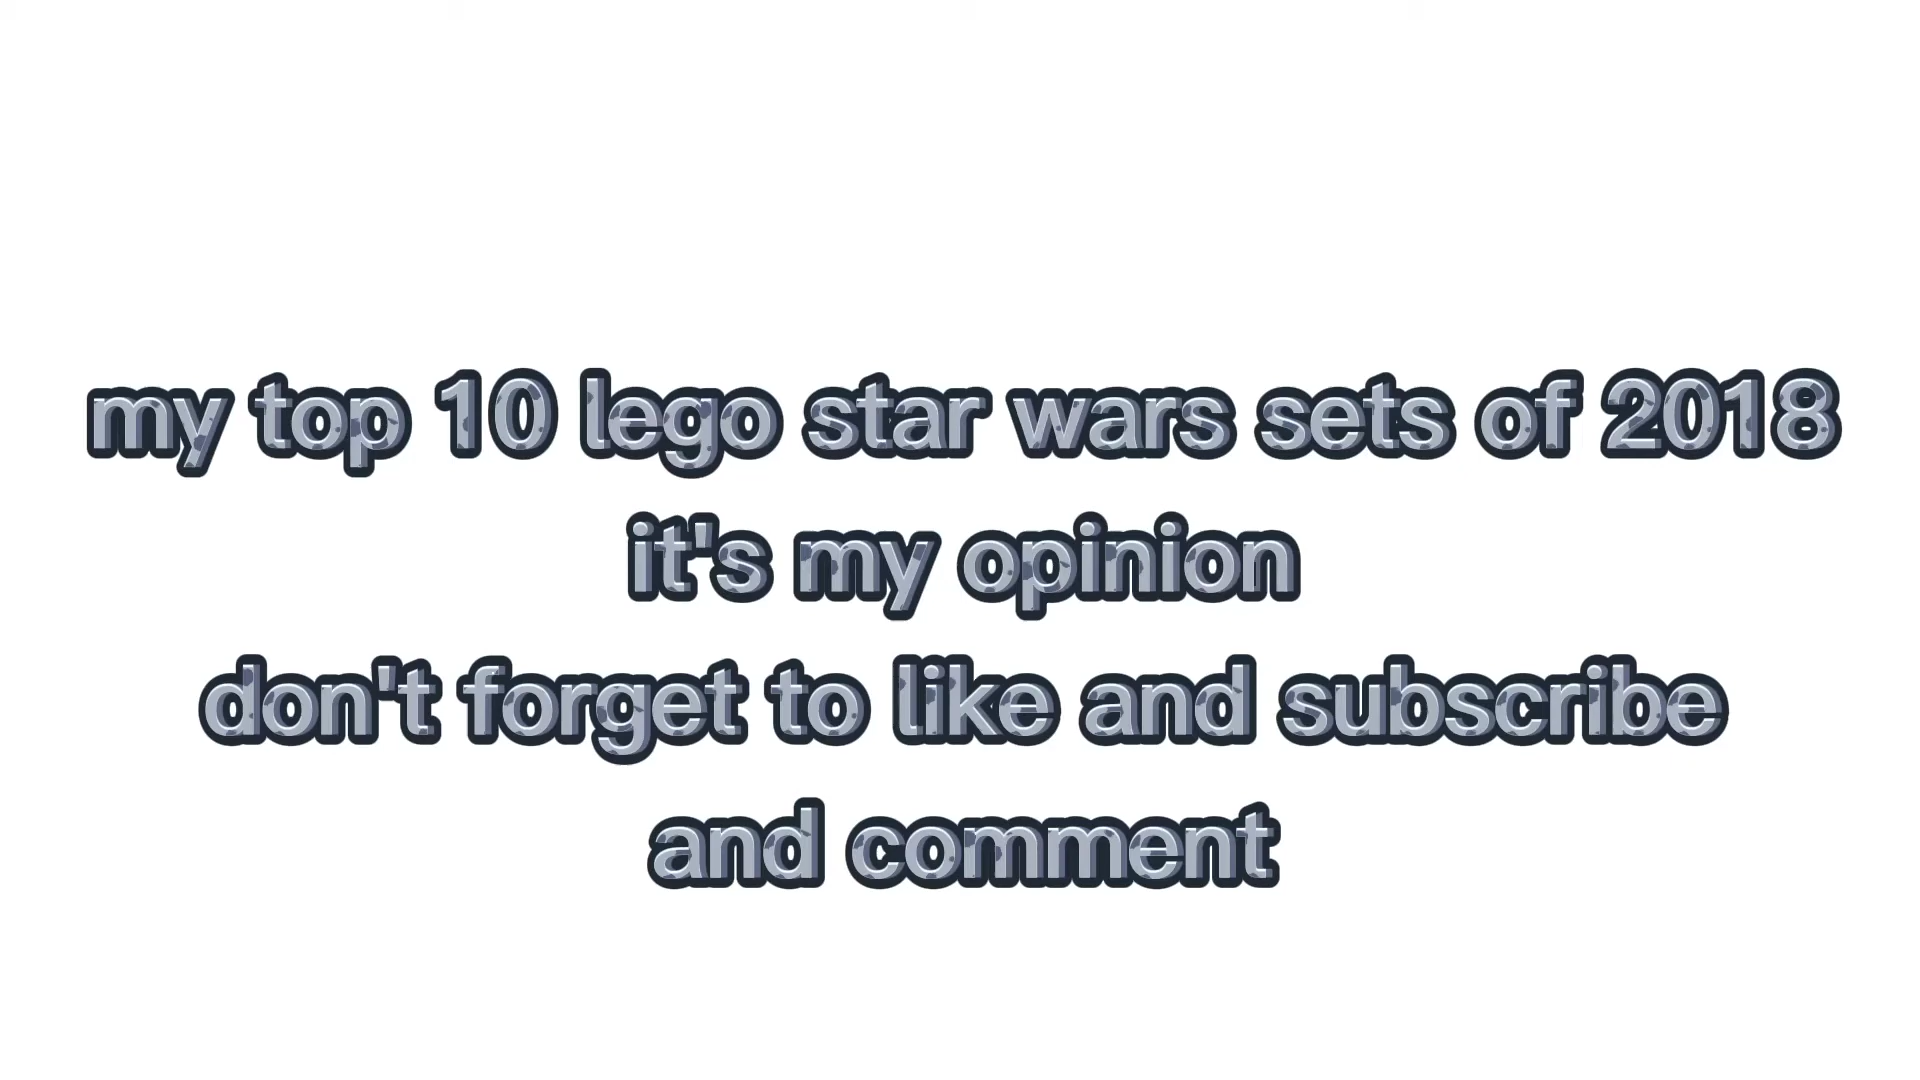 my top 10 lego star wars sets of 2018
it's my opinion
don't forget to like and subscribe
and comment